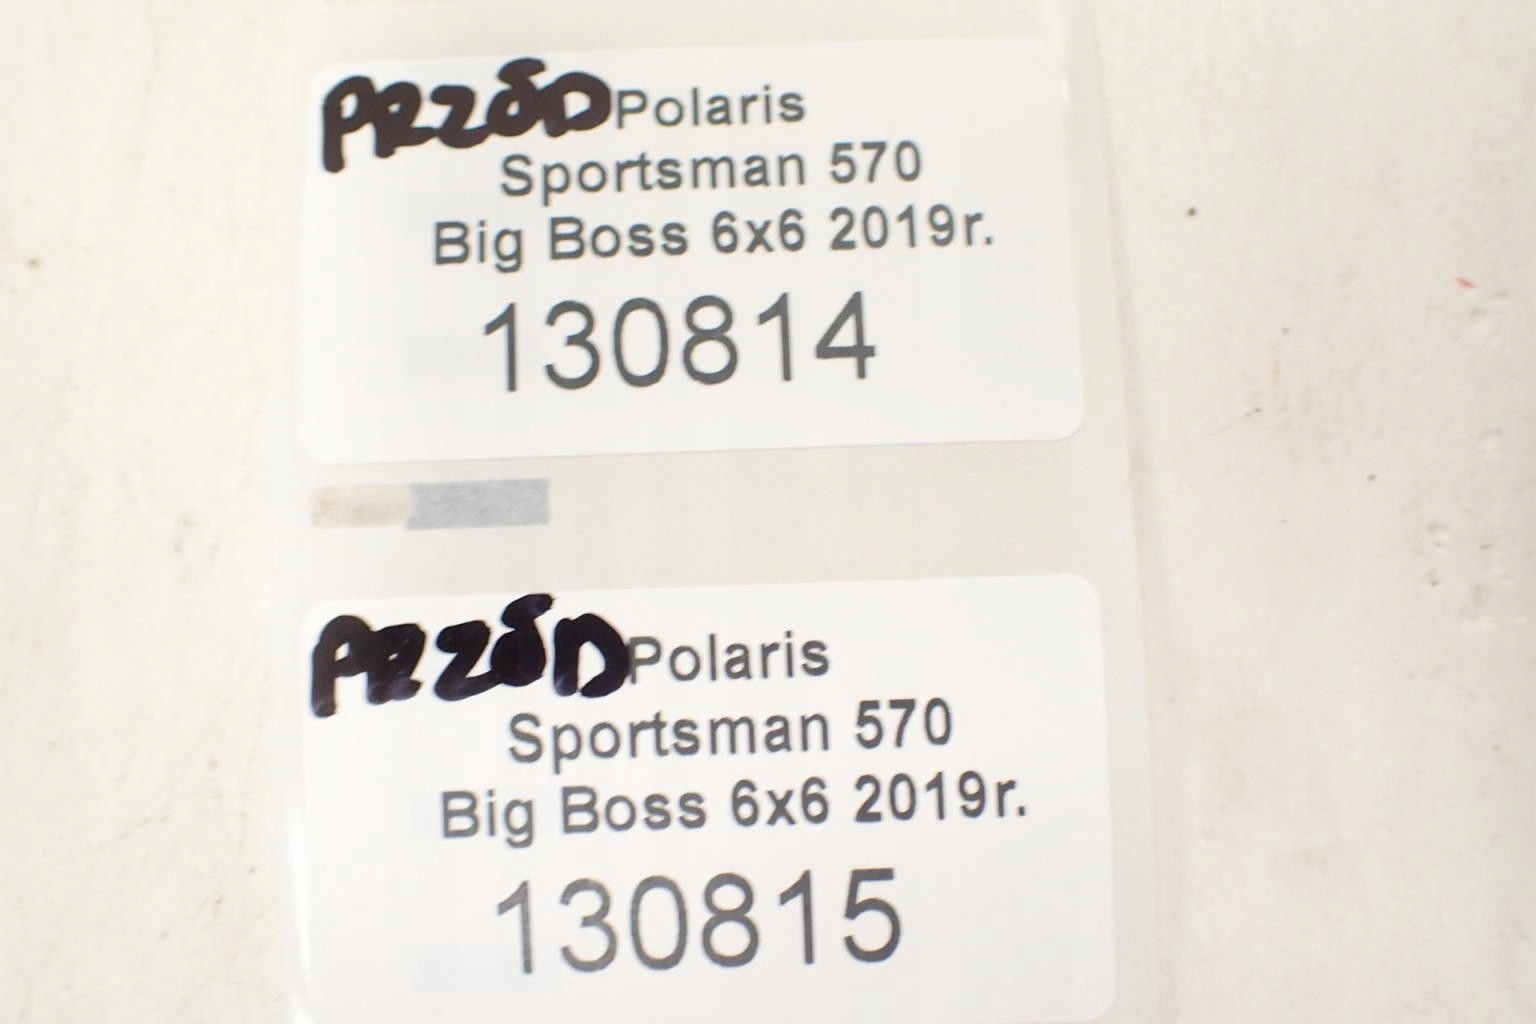 PRZÓD Polaris
Sportsman 570
Big Boss 6x6 2019r.
130814
PRZÓD Polaris
Sportsman 570
Big Boss 6x6 2019r.
130815